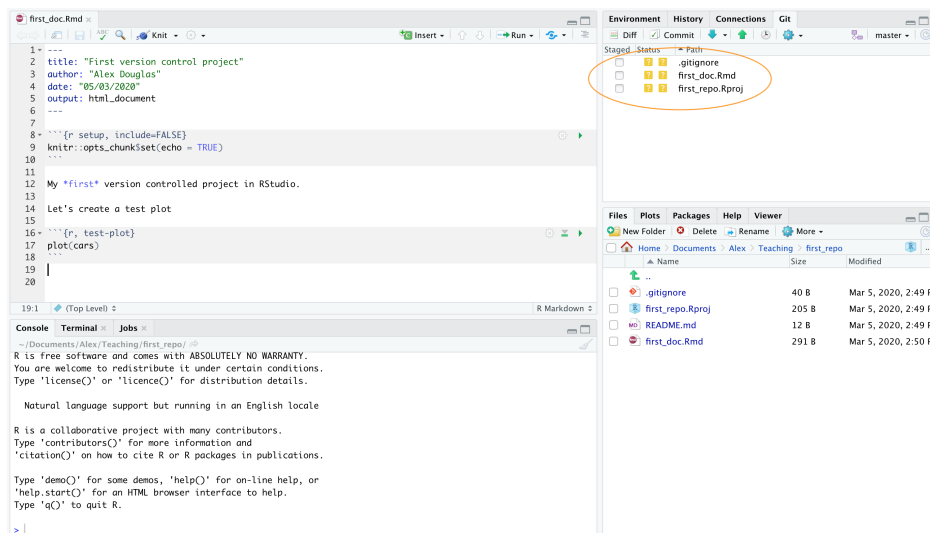 first_doc.Rmd
ABC Knit Insert Run
1 ---
2 title: "First version control project"
3 author: "Alex Douglas"
4 date: "05/03/2020"
5 output: html_document
6 ---
7
8 ```{r setup, include=FALSE}
9 knitr::opts_chunk$set(echo = TRUE)
10 ```
11
12 My *first* version controlled project in RStudio.
13
14 Let's create a test plot
15
16 ```{r, test-plot}
17 plot(cars)
18 ```
19
20
19:1 (Top Level) R Markdown
Console Terminal Jobs
~/Documents/Alex/Teaching/first_repo/
R is free software and comes with ABSOLUTELY NO WARRANTY.
You are welcome to redistribute it under certain conditions.
Type 'license()' or 'licence()' for distribution details.
Natural language support but running in an English locale
R is a collaborative project with many contributors.
Type 'contributors()' for more information and
'citation()' on how to cite R or R packages in publications.
Type 'demo()' for some demos, 'help()' for on-line help, or
'help.start()' for an HTML browser interface to help.
Type 'q()' to quit R.
>
Environment History Connections Git
Diff Commit master
Staged Status Path
? ? .gitignore
? ? first_doc.Rmd
? ? first_repo.Rproj
Files Plots Packages Help Viewer
New Folder Delete Rename More
Home Documents Alex Teaching first_repo R ..
Name Size Modified
..
.gitignore 40 B Mar 5, 2020, 2:49 P
first_repo.Rproj 205 B Mar 5, 2020, 2:49 P
MD README.md 12 B Mar 5, 2020, 2:49 P
first_doc.Rmd 291 B Mar 5, 2020, 2:50 P